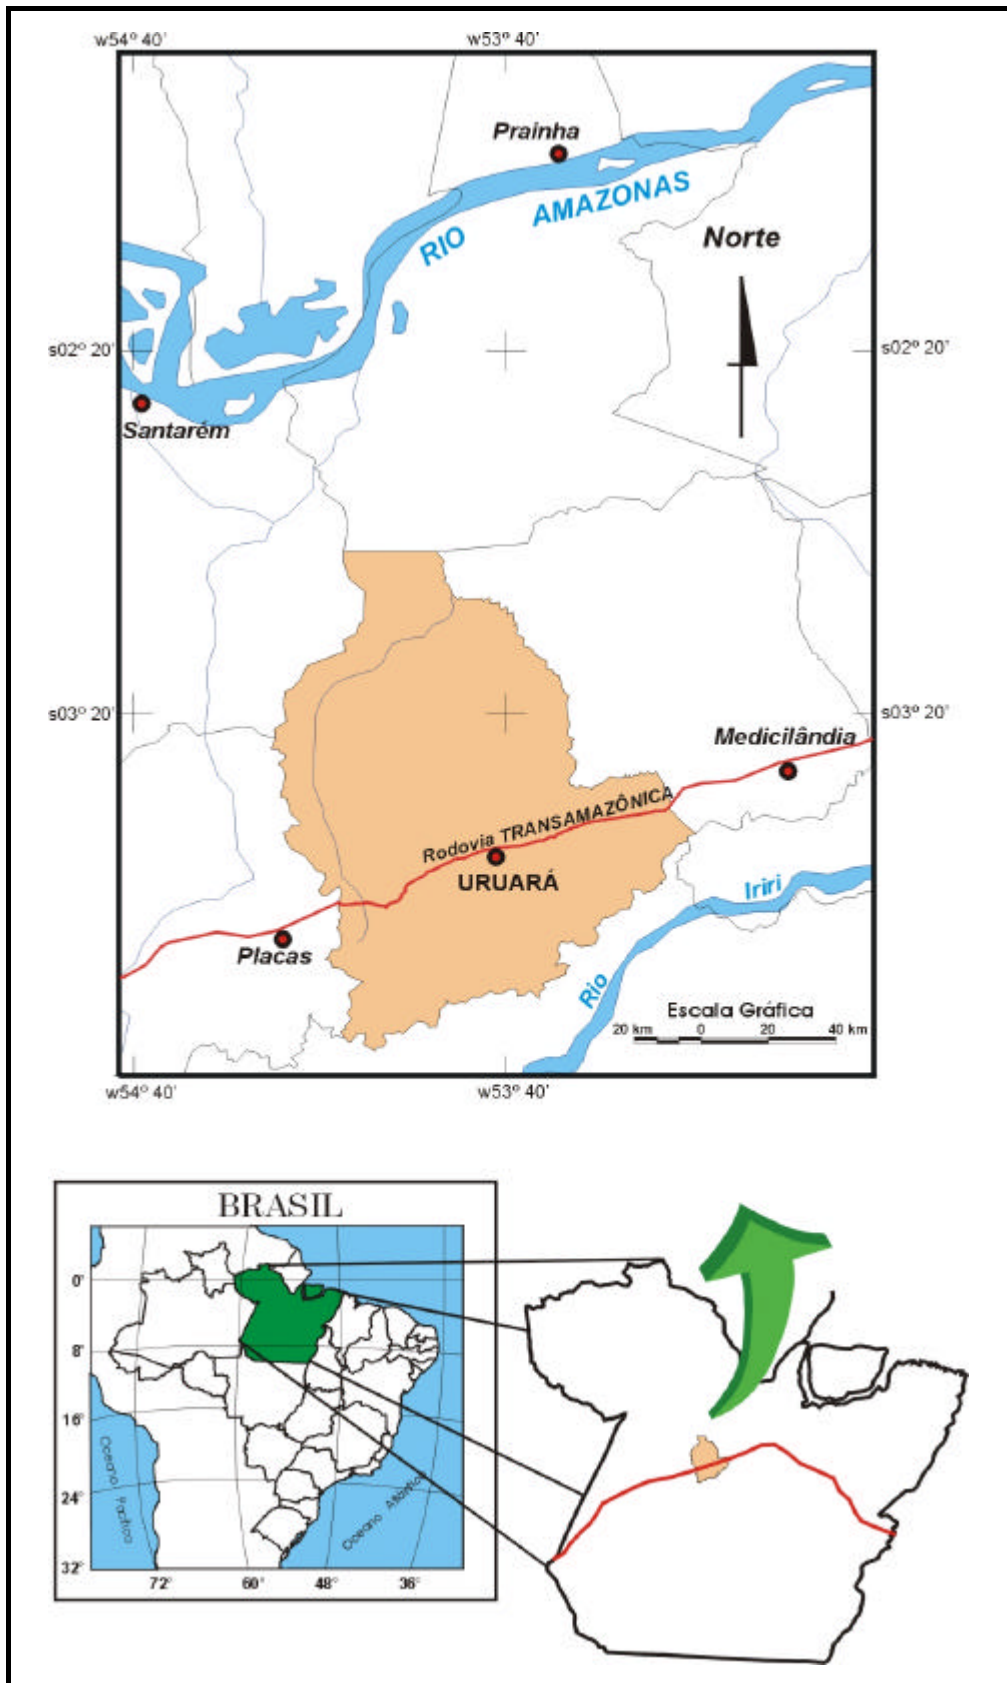 w54° 40'
w53° 40'
Prainha
RIO AMAZONAS
Norte
s02° 20'
s02° 20'
Santarém
s03° 20'
s03° 20'
Medicilândia
Rodovia TRANSAMAZÔNICA
URUARÁ
Iriri
Placas
Rio
Escala Gráfica
20 km 0 20 40 km
w54° 40'
w53° 40'
BRASIL
0°
8°
16°
24°
32°
Oceano Pacífico
Oceano Atlântico
72° 60° 48° 36°